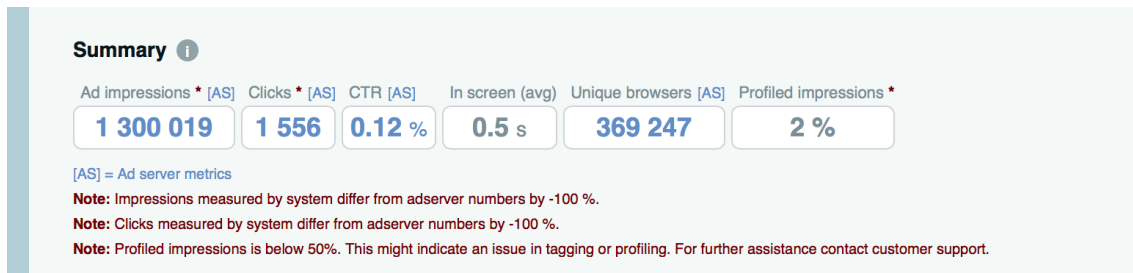 Summary i
Ad impressions * [AS] Clicks * [AS] CTR [AS] In screen (avg) Unique browsers [AS] Profiled impressions *
1 300 019 1 556 0.12 % 0.5 s 369 247 2 %
[AS] = Ad server metrics
Note: Impressions measured by system differ from adserver numbers by -100 %.
Note: Clicks measured by system differ from adserver numbers by -100 %.
Note: Profiled impressions is below 50%. This might indicate an issue in tagging or profiling. For further assistance contact customer support.